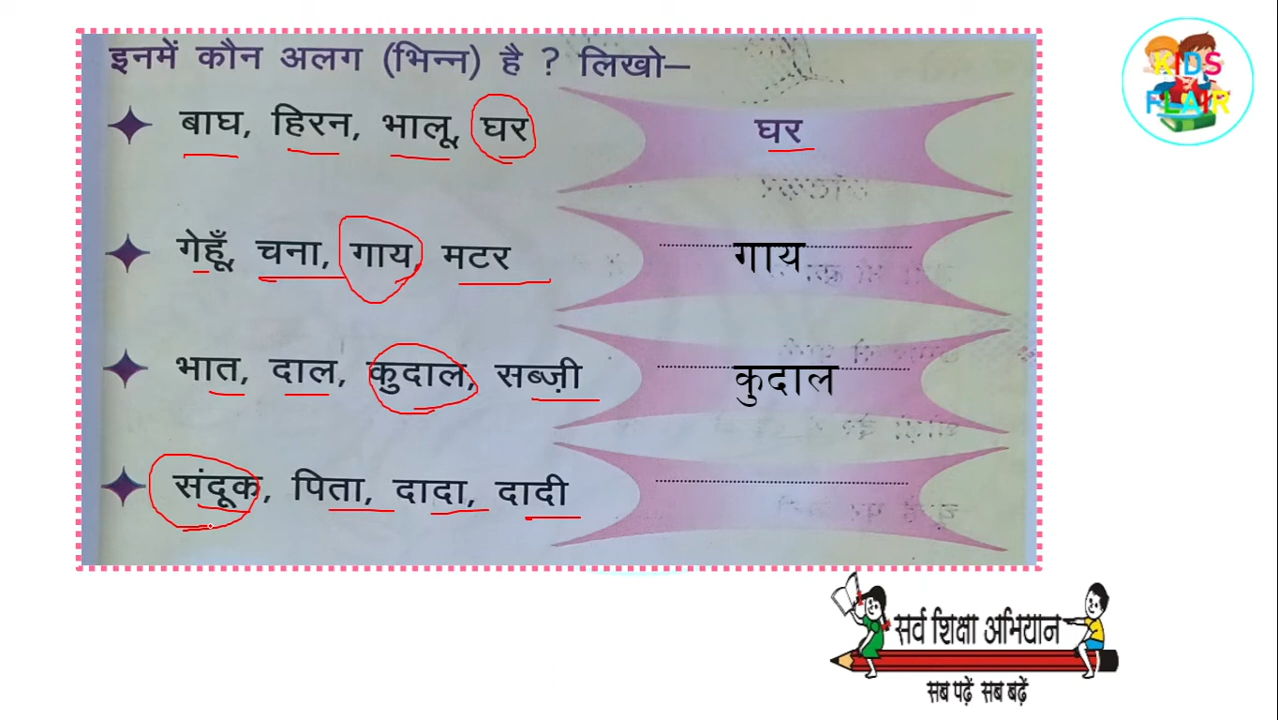 इनमें कौन अलग (भिन्न) है ? लिखो–
बाघ, हिरन, भालू, घर
घर
गेहूँ, चना, गाय, मटर
गाय
भात, दाल, कुदाल, सब्ज़ी
कुदाल
संदूक, पिता, दादा, दादी
KIDS
FLAIR
सर्व शिक्षा अभियान
सब पढ़ें सब बढ़ें